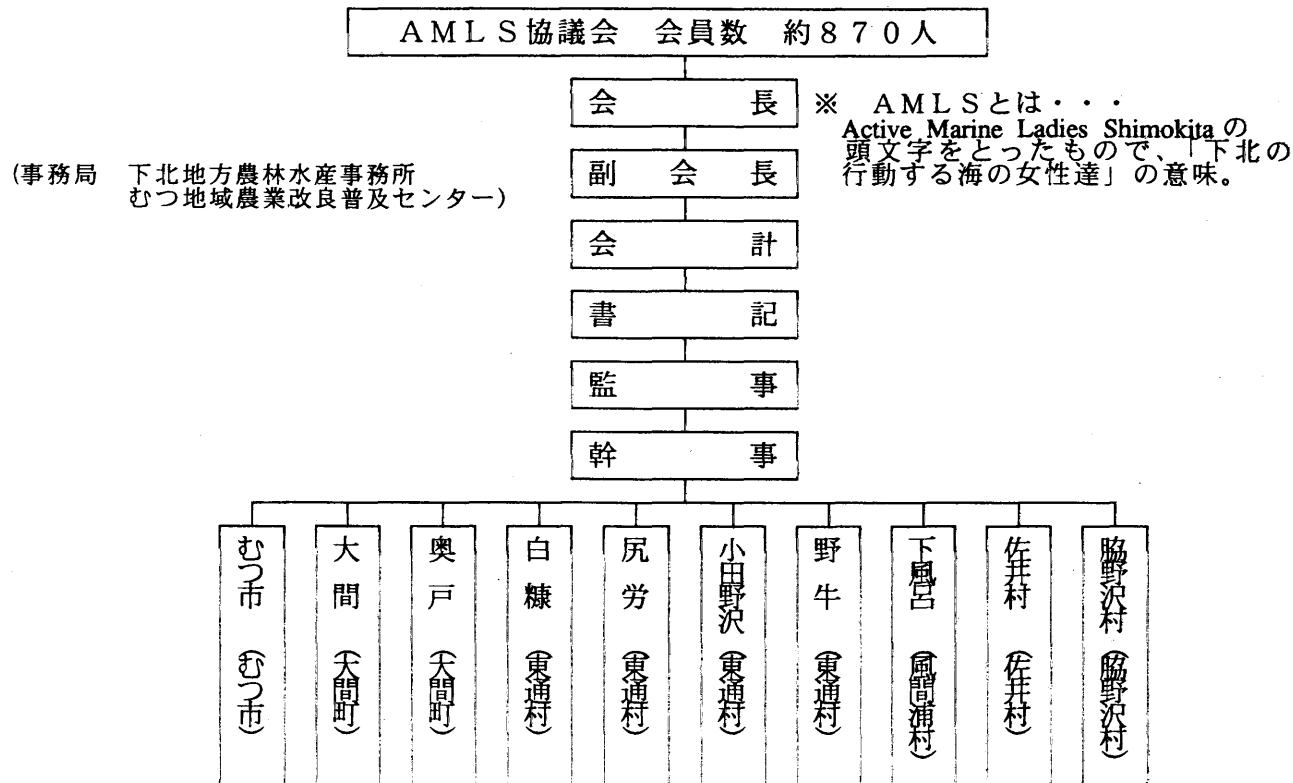 AMLS協議会 会員数 約870人
会長
※ AMLSとは・・・
Active Marine Ladies Shimokita の
頭文字をとったもので、「下北の
行動する海の女性達」の意味。
(事務局 下北地方農林水産事務所
むつ地域農業改良普及センター)
副会長
会計
書記
監事
幹事
むつ市(むつ市)
大間(大間町)
奥戸(大間町)
白糠(東通村)
尻労(東通村)
小田野沢(東通村)
野牛(東通村)
下風呂(風間浦村)
佐井村(佐井村)
脇野沢村(脇野沢村)